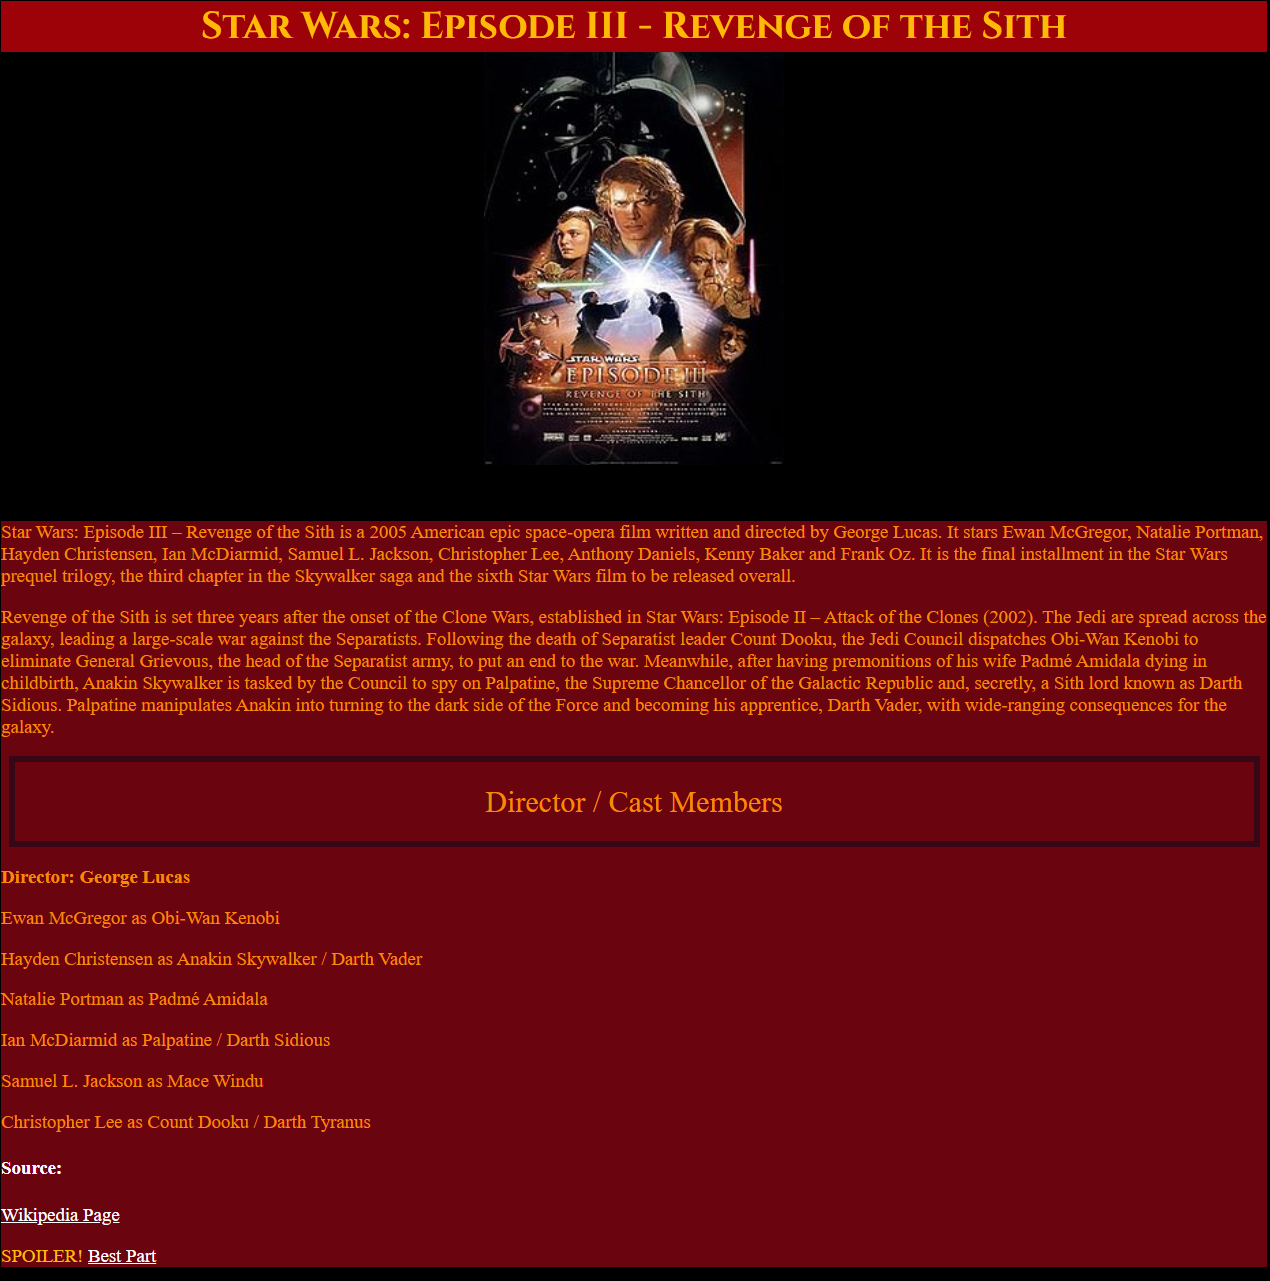 Star Wars: Episode III - Revenge of the Sith
STAR WARS
EPISODE III
REVENGE OF THE SITH
Star Wars: Episode III – Revenge of the Sith is a 2005 American epic space-opera film written and directed by George Lucas. It stars Ewan McGregor, Natalie Portman,
Hayden Christensen, Ian McDiarmid, Samuel L. Jackson, Christopher Lee, Anthony Daniels, Kenny Baker and Frank Oz. It is the final installment in the Star Wars
prequel trilogy, the third chapter in the Skywalker saga and the sixth Star Wars film to be released overall.
Revenge of the Sith is set three years after the onset of the Clone Wars, established in Star Wars: Episode II – Attack of the Clones (2002). The Jedi are spread across the
galaxy, leading a large-scale war against the Separatists. Following the death of Separatist leader Count Dooku, the Jedi Council dispatches Obi-Wan Kenobi to
eliminate General Grievous, the head of the Separatist army, to put an end to the war. Meanwhile, after having premonitions of his wife Padmé Amidala dying in
childbirth, Anakin Skywalker is tasked by the Council to spy on Palpatine, the Supreme Chancellor of the Galactic Republic and, secretly, a Sith lord known as Darth
Sidious. Palpatine manipulates Anakin into turning to the dark side of the Force and becoming his apprentice, Darth Vader, with wide-ranging consequences for the
galaxy.
Director / Cast Members
Director: George Lucas
Ewan McGregor as Obi-Wan Kenobi
Hayden Christensen as Anakin Skywalker / Darth Vader
Natalie Portman as Padmé Amidala
Ian McDiarmid as Palpatine / Darth Sidious
Samuel L. Jackson as Mace Windu
Christopher Lee as Count Dooku / Darth Tyranus
Source:
Wikipedia Page
SPOILER! Best Part